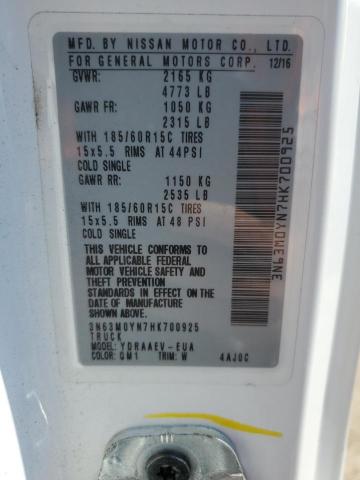 MFD. BY NISSAN MOTOR CO., LTD.
FOR GENERAL MOTORS CORP. 12/16
GVWR: 2165 KG
4773 LB
GAWR FR: 1050 KG
2315 LB
WITH 185/60R15C TIRES
15x5.5 RIMS AT 44PSI
COLD SINGLE
GAWR RR: 1150 KG
2535 LB
WITH 185/60R15C TIRES
15x5.5 RIMS AT 48 PSI
COLD SINGLE
THIS VEHICLE CONFORMS TO
ALL APPLICABLE FEDERAL
MOTOR VEHICLE SAFETY
AND THEFT PREVENTION
STANDARDS IN EFFECT ON
THE DATE OF MANUFACTURE
SHOWN ABOVE.
3N63M0YN7HK700925
TRUCK
MODEL: YDRAAEV-EUA
COLOR: QM1 TRIM: W 4AJ0C
3N63M0YN7HK700925